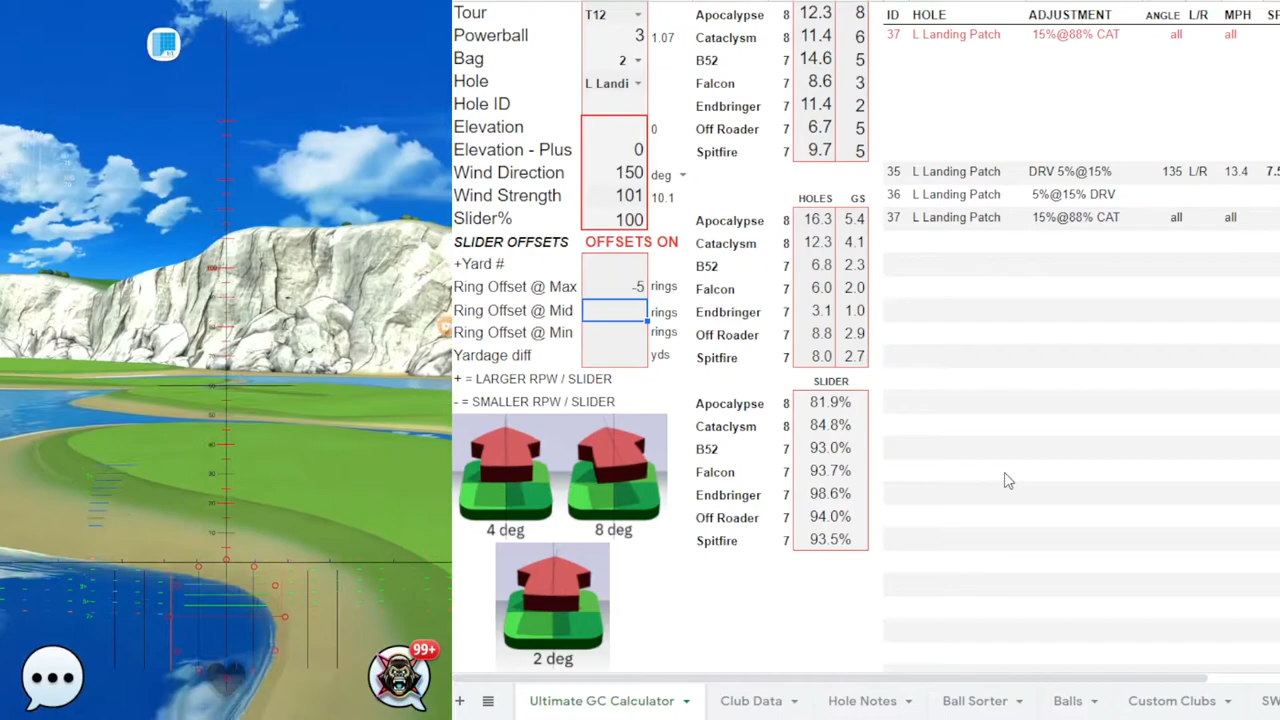 Tour T12
Powerball 3 1.07
Bag 2
Hole L Landi
Hole ID
Elevation 0
Elevation - Plus 0
Wind Direction 150 deg
Wind Strength 101 10.1
Slider% 100
SLIDER OFFSETS OFFSETS ON
+Yard #
Ring Offset @ Max -5 rings
Ring Offset @ Mid rings
Ring Offset @ Min rings
Yardage diff yds
+ = LARGER RPW / SLIDER
- = SMALLER RPW / SLIDER
4 deg 8 deg
2 deg
Apocalypse 8 12.3 8
Cataclysm 8 11.4 6
B52 7 14.6 5
Falcon 7 8.6 3
Endbringer 7 11.4 2
Off Roader 7 6.7 5
Spitfire 7 9.7 5
HOLES GS
Apocalypse 8 16.3 5.4
Cataclysm 8 12.3 4.1
B52 7 6.8 2.3
Falcon 7 6.0 2.0
Endbringer 7 3.1 1.0
Off Roader 7 8.8 2.9
Spitfire 7 8.0 2.7
SLIDER
Apocalypse 8 81.9%
Cataclysm 8 84.8%
B52 7 93.0%
Falcon 7 93.7%
Endbringer 7 98.6%
Off Roader 7 94.0%
Spitfire 7 93.5%
ID HOLE ADJUSTMENT ANGLE L/R MPH
37 L Landing Patch 15%@88% CAT all all
35 L Landing Patch DRV 5%@15% 135 L/R 13.4
36 L Landing Patch 5%@15% DRV
37 L Landing Patch 15%@88% CAT all all
100
99+
Ultimate GC Calculator Club Data Hole Notes Ball Sorter Balls Custom Clubs